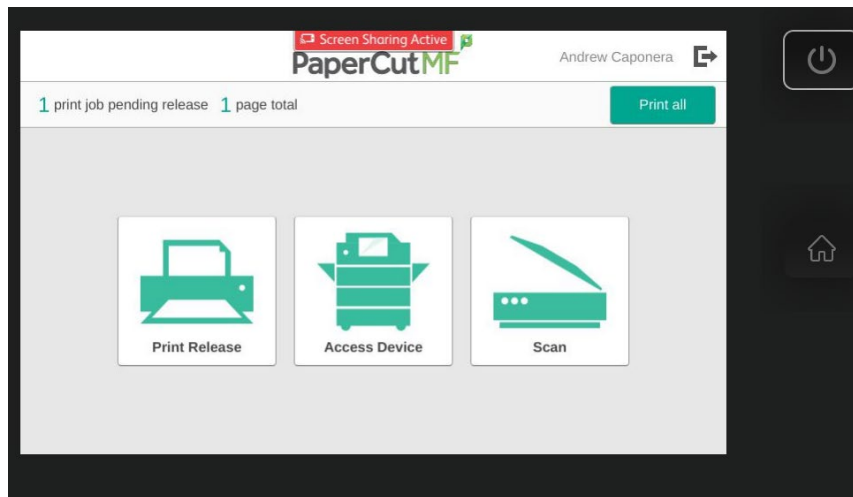 Screen Sharing Active
PaperCutMF
Andrew Caponera
1 print job pending release 1 page total
Print all
Print Release
Access Device
Scan